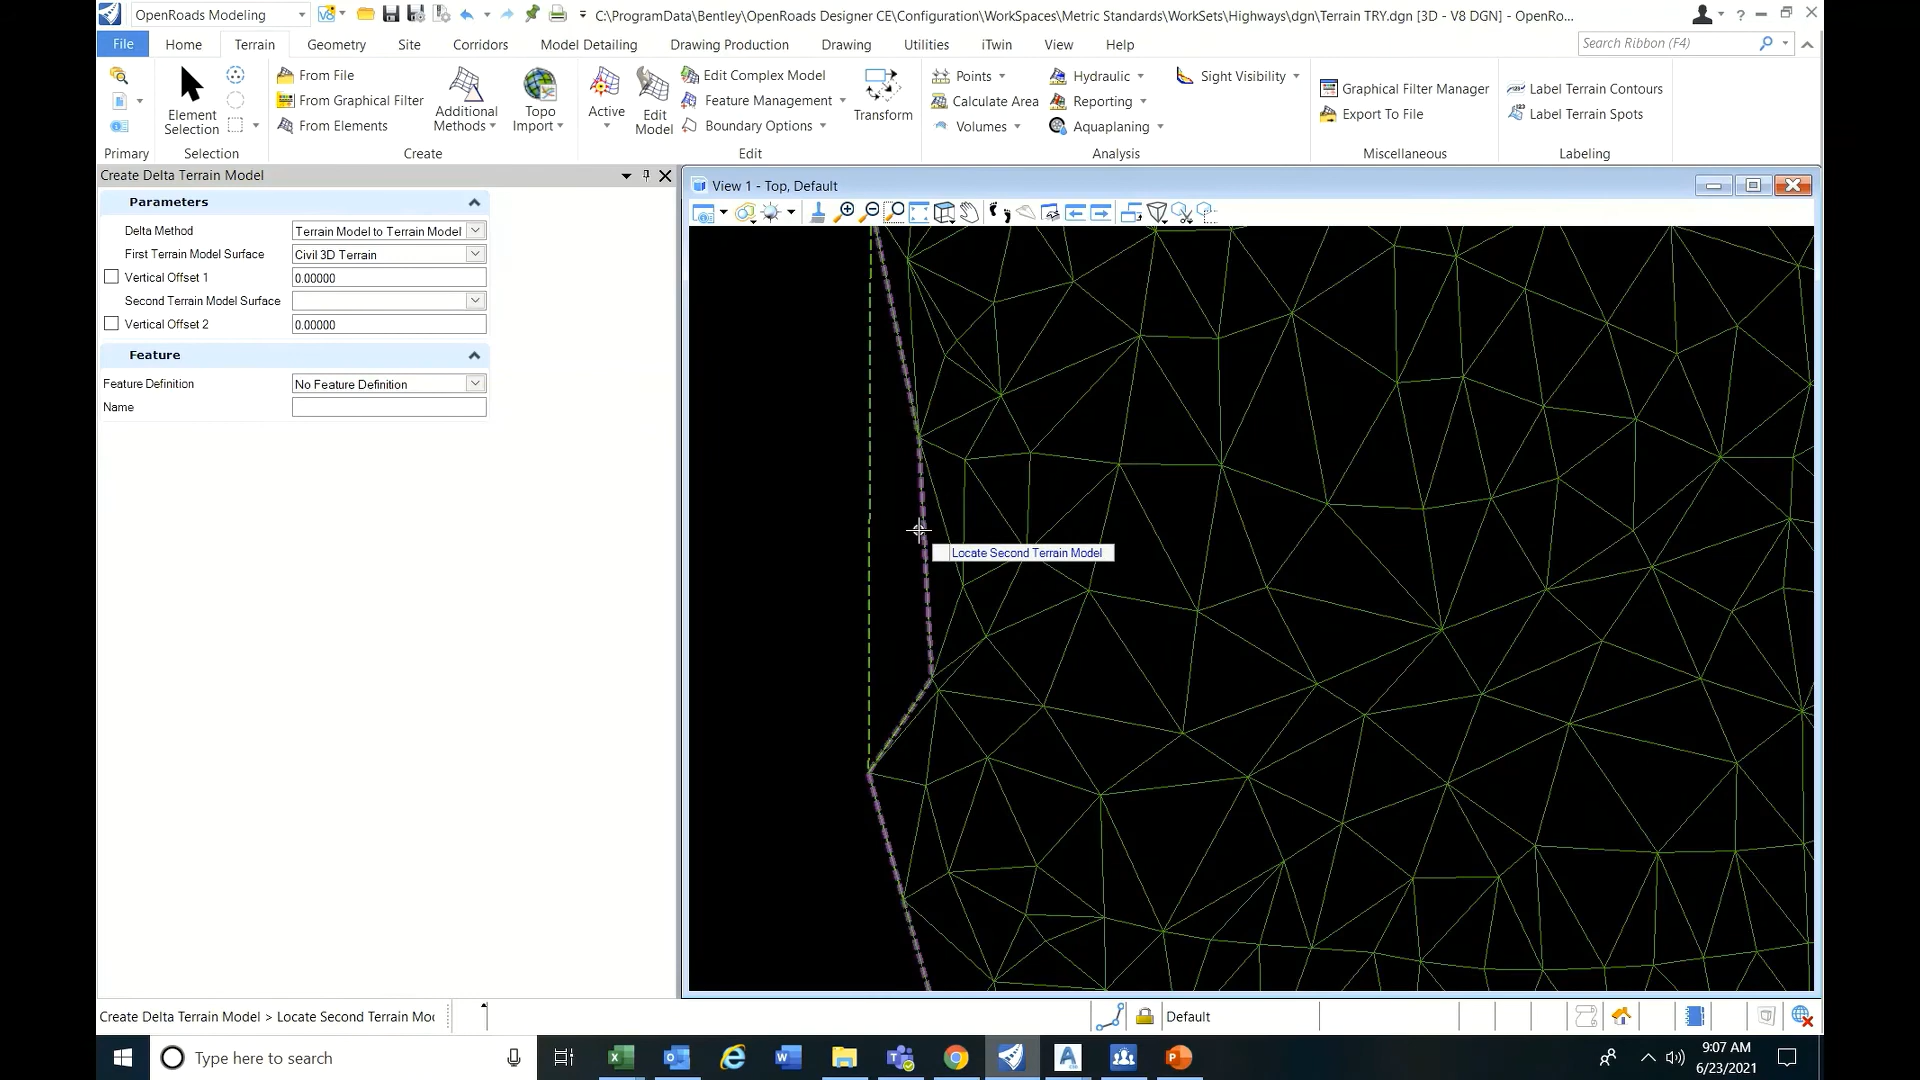 OpenRoads Modeling
C:\ProgramData\Bentley\OpenRoads Designer CE\Configuration\WorkSpaces\Metric Standards\WorkSets\Highways\dgn\Terrain TRY.dgn [3D - V8 DGN] - OpenRo...
File Home Terrain Geometry Site Corridors Model Detailing Drawing Production Drawing Utilities iTwin View Help
Search Ribbon (F4)
Element Selection
From File
From Graphical Filter
From Elements
Additional Methods
Topo Import
Active
Edit Model
Edit Complex Model
Feature Management
Boundary Options
Transform
Points
Calculate Area
Volumes
Hydraulic
Reporting
Aquaplaning
Sight Visibility
Graphical Filter Manager
Export To File
Label Terrain Contours
Label Terrain Spots
Primary Selection Create Edit Analysis Miscellaneous Labeling
Create Delta Terrain Model
Parameters
Delta Method Terrain Model to Terrain Model
First Terrain Model Surface Civil 3D Terrain
Vertical Offset 1 0.00000
Second Terrain Model Surface
Vertical Offset 2 0.00000
Feature
Feature Definition No Feature Definition
Name
View 1 - Top, Default
Locate Second Terrain Model
Create Delta Terrain Model > Locate Second Terrain Moc
Default
Type here to search
9:07 AM
6/23/2021